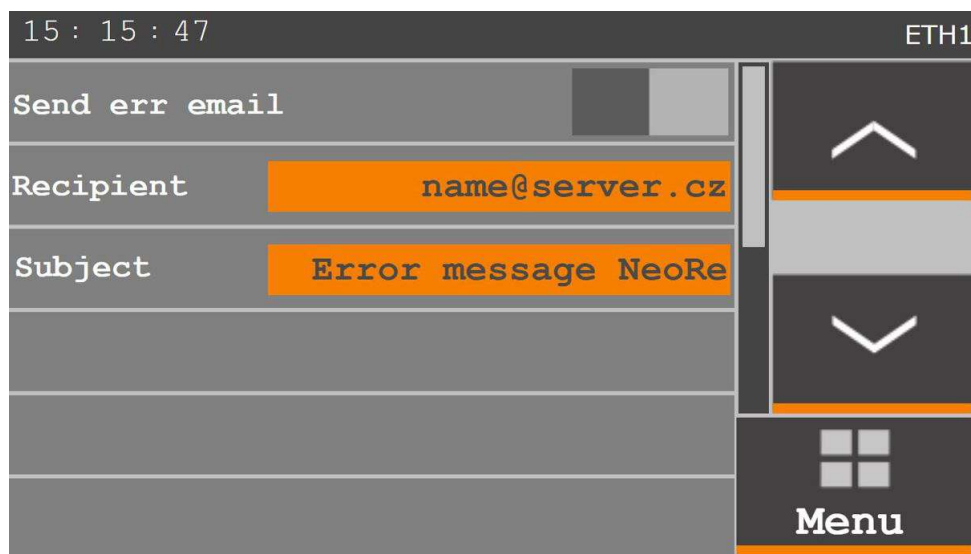 15:15:47
ETH1
Send err email
Recipient
name@server.cz
Subject
Error message NeoRe
Menu